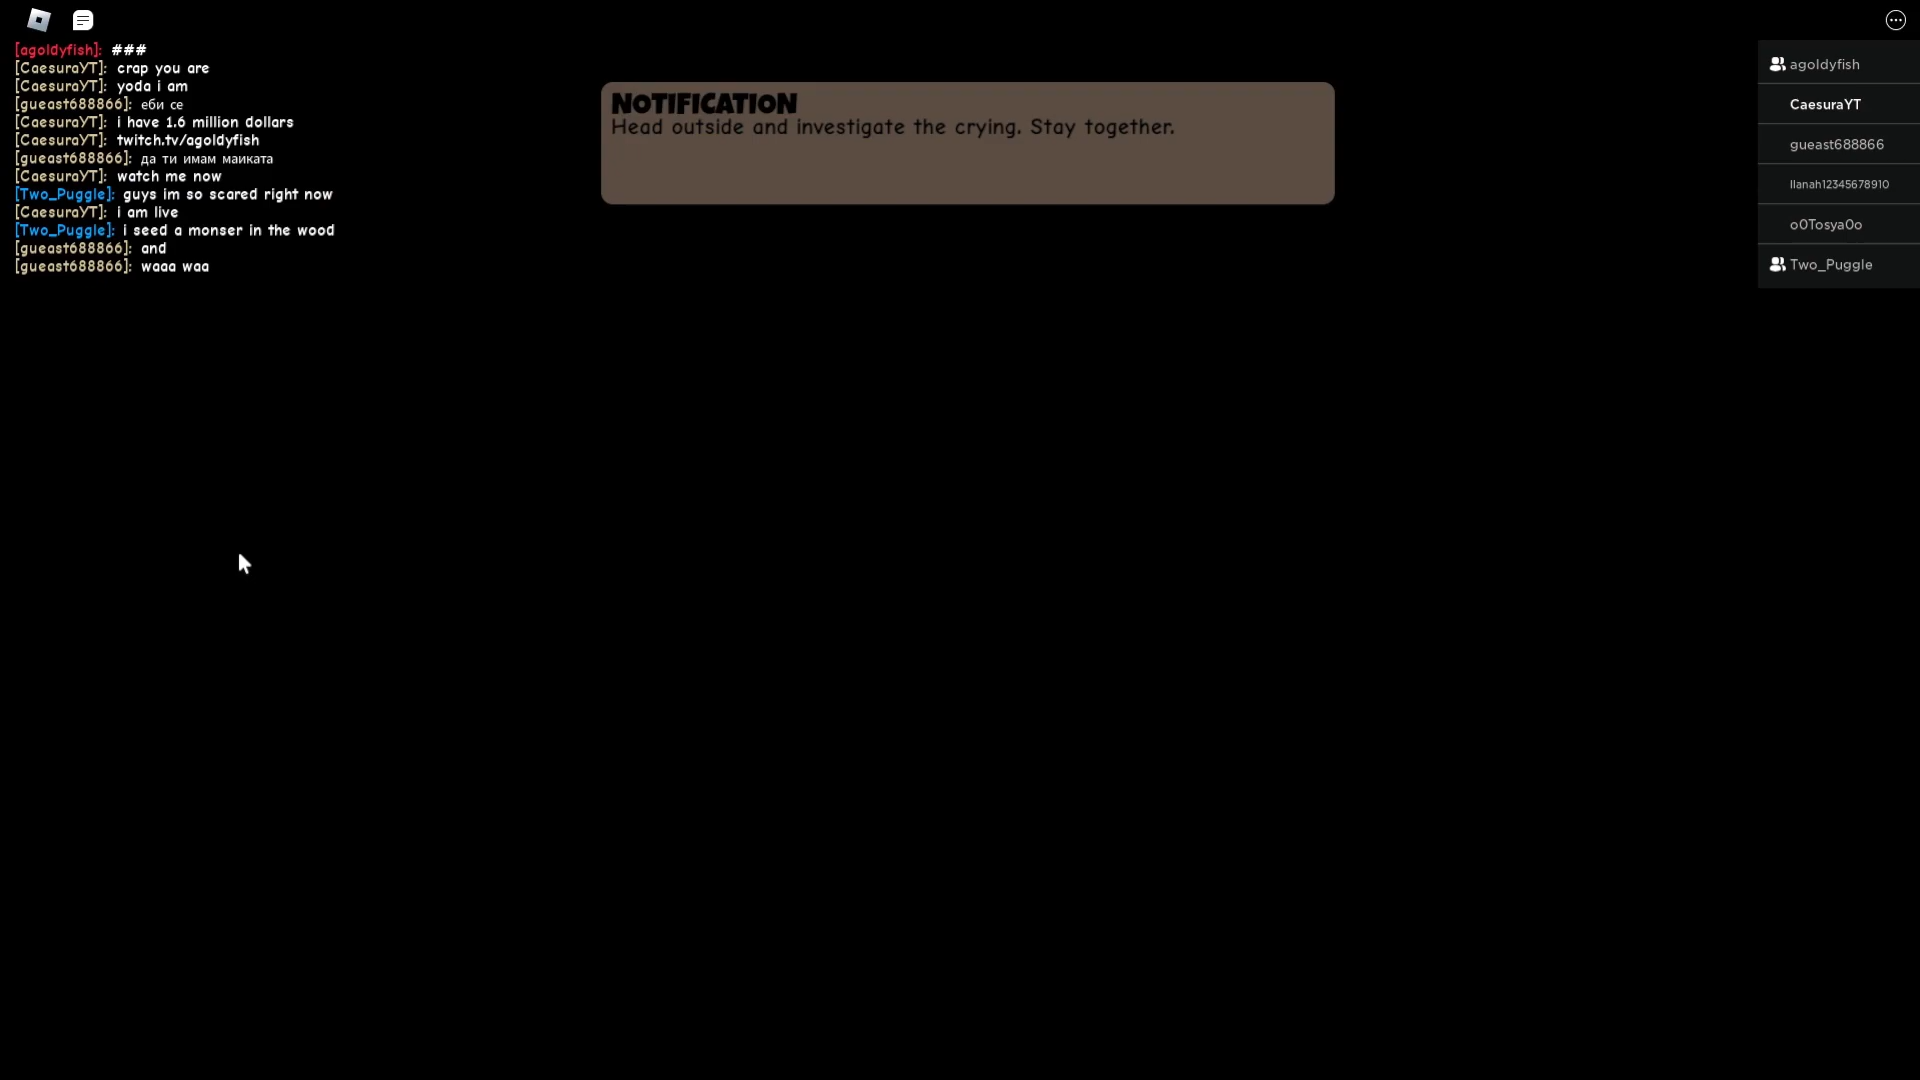 [agoldyfish]: ###
[CaesuraYT]: crap you are
[CaesuraYT]: yoda i am
[gueast688866]: еби се
[CaesuraYT]: i have 1.6 million dollars
[CaesuraYT]: twitch.tv/agoldyfish
[gueast688866]: да ти имам маиката
[CaesuraYT]: watch me now
[Two_Puggle]: guys im so scared right now
[CaesuraYT]: i am live
[Two_Puggle]: i seed a monser in the wood
[gueast688866]: and
[gueast688866]: waaa waa
NOTIFICATION
Head outside and investigate the crying. Stay together.
agoldyfish
CaesuraYT
gueast688866
llanah12345678910
o0Tosya0o
Two_Puggle